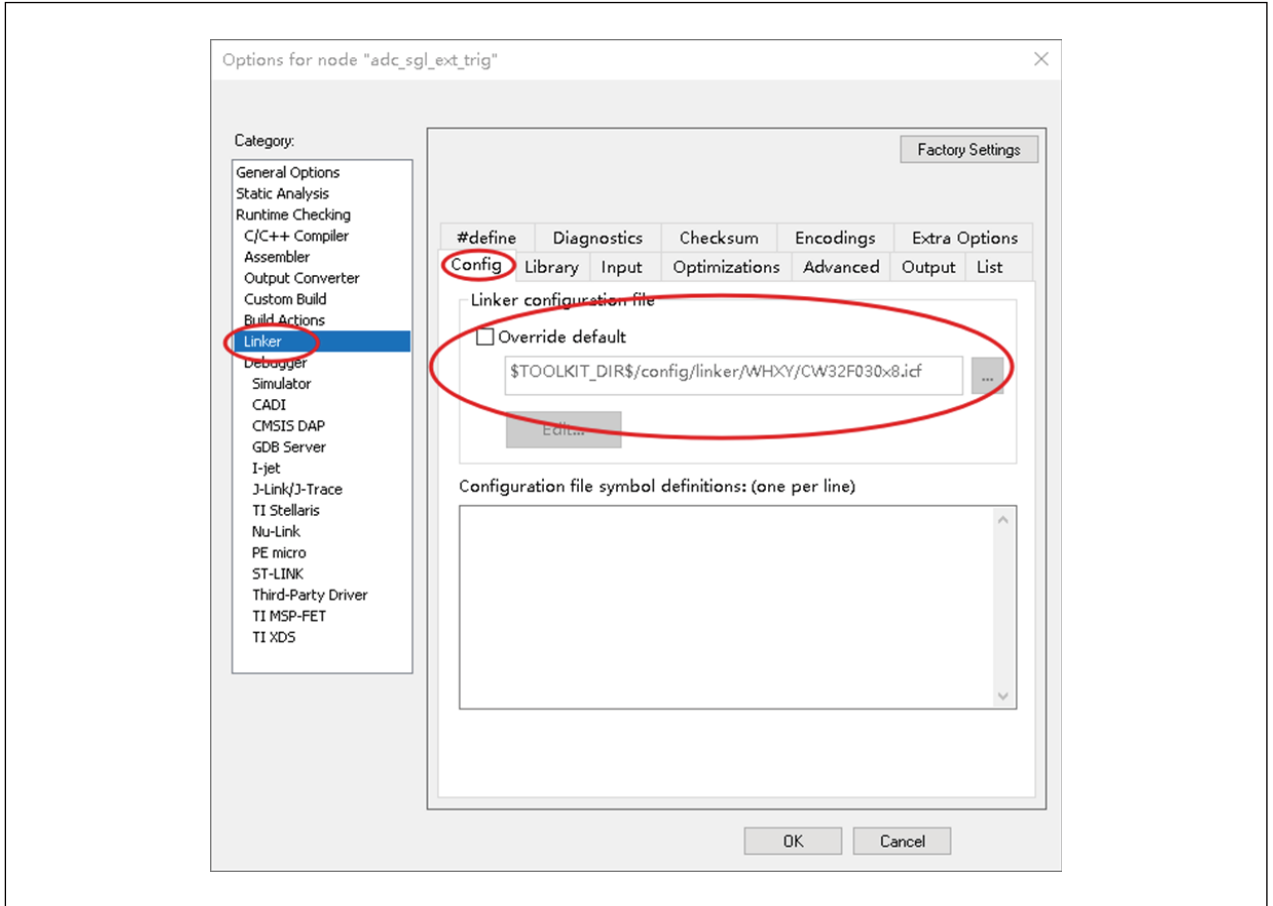 Options for node "adc_sgl_ext_trig"
Category:
General Options
Static Analysis
Runtime Checking
C/C++ Compiler
Assembler
Output Converter
Custom Build
Build Actions
Linker
Debugger
Simulator
CADI
CMSIS DAP
GDB Server
I-jet
J-Link/J-Trace
TI Stellaris
Nu-Link
PE micro
ST-LINK
Third-Party Driver
TI MSP-FET
TI XDS
Factory Settings
#define Diagnostics Checksum Encodings Extra Options
Config Library Input Optimizations Advanced Output List
Linker configuration file
Override default
$TOOLKIT_DIR$/config/linker/WHXY/CW32F030x8.icf
...
Edit...
Configuration file symbol definitions: (one per line)
OK Cancel